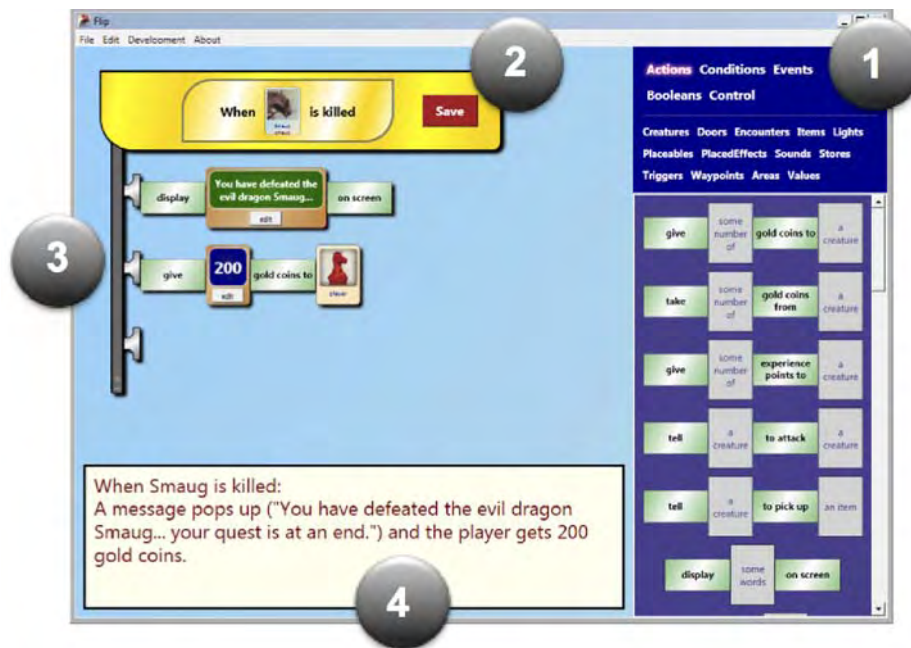 Flip
File Edit Development About
2
1
When is killed
Save
Actions Conditions Events
Booleans Control
Creatures Doors Encounters Items Lights
Placeables PlacedEffects Sounds Stores
Triggers Waypoints Areas Values
display
You have defeated the
evil dragon Smaug...
edit
on screen
3
give
200
edit
gold coins to
player
give
some
number
of
gold coins to
a
creature
take
some
number
of
gold coins
from
a
creature
give
some
number
of
experience
points to
a
creature
tell
a
creature
to attack
a
creature
tell
a
creature
to pick up
an item
display
some
words
on screen
When Smaug is killed:
A message pops up ("You have defeated the evil dragon
Smaug... your quest is at an end.") and the player gets 200
gold coins.
4